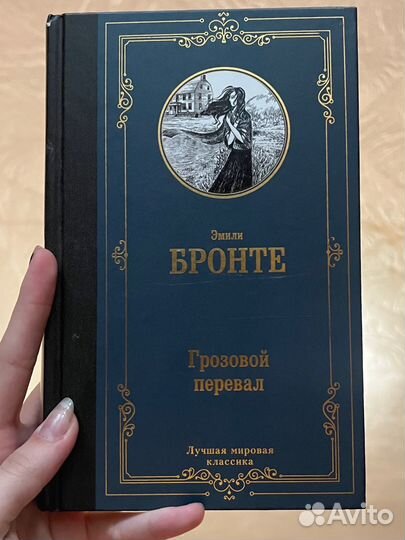 Эмили
БРОНТЕ
Грозовой
перевал
Лучшая мировая
классика
Avito